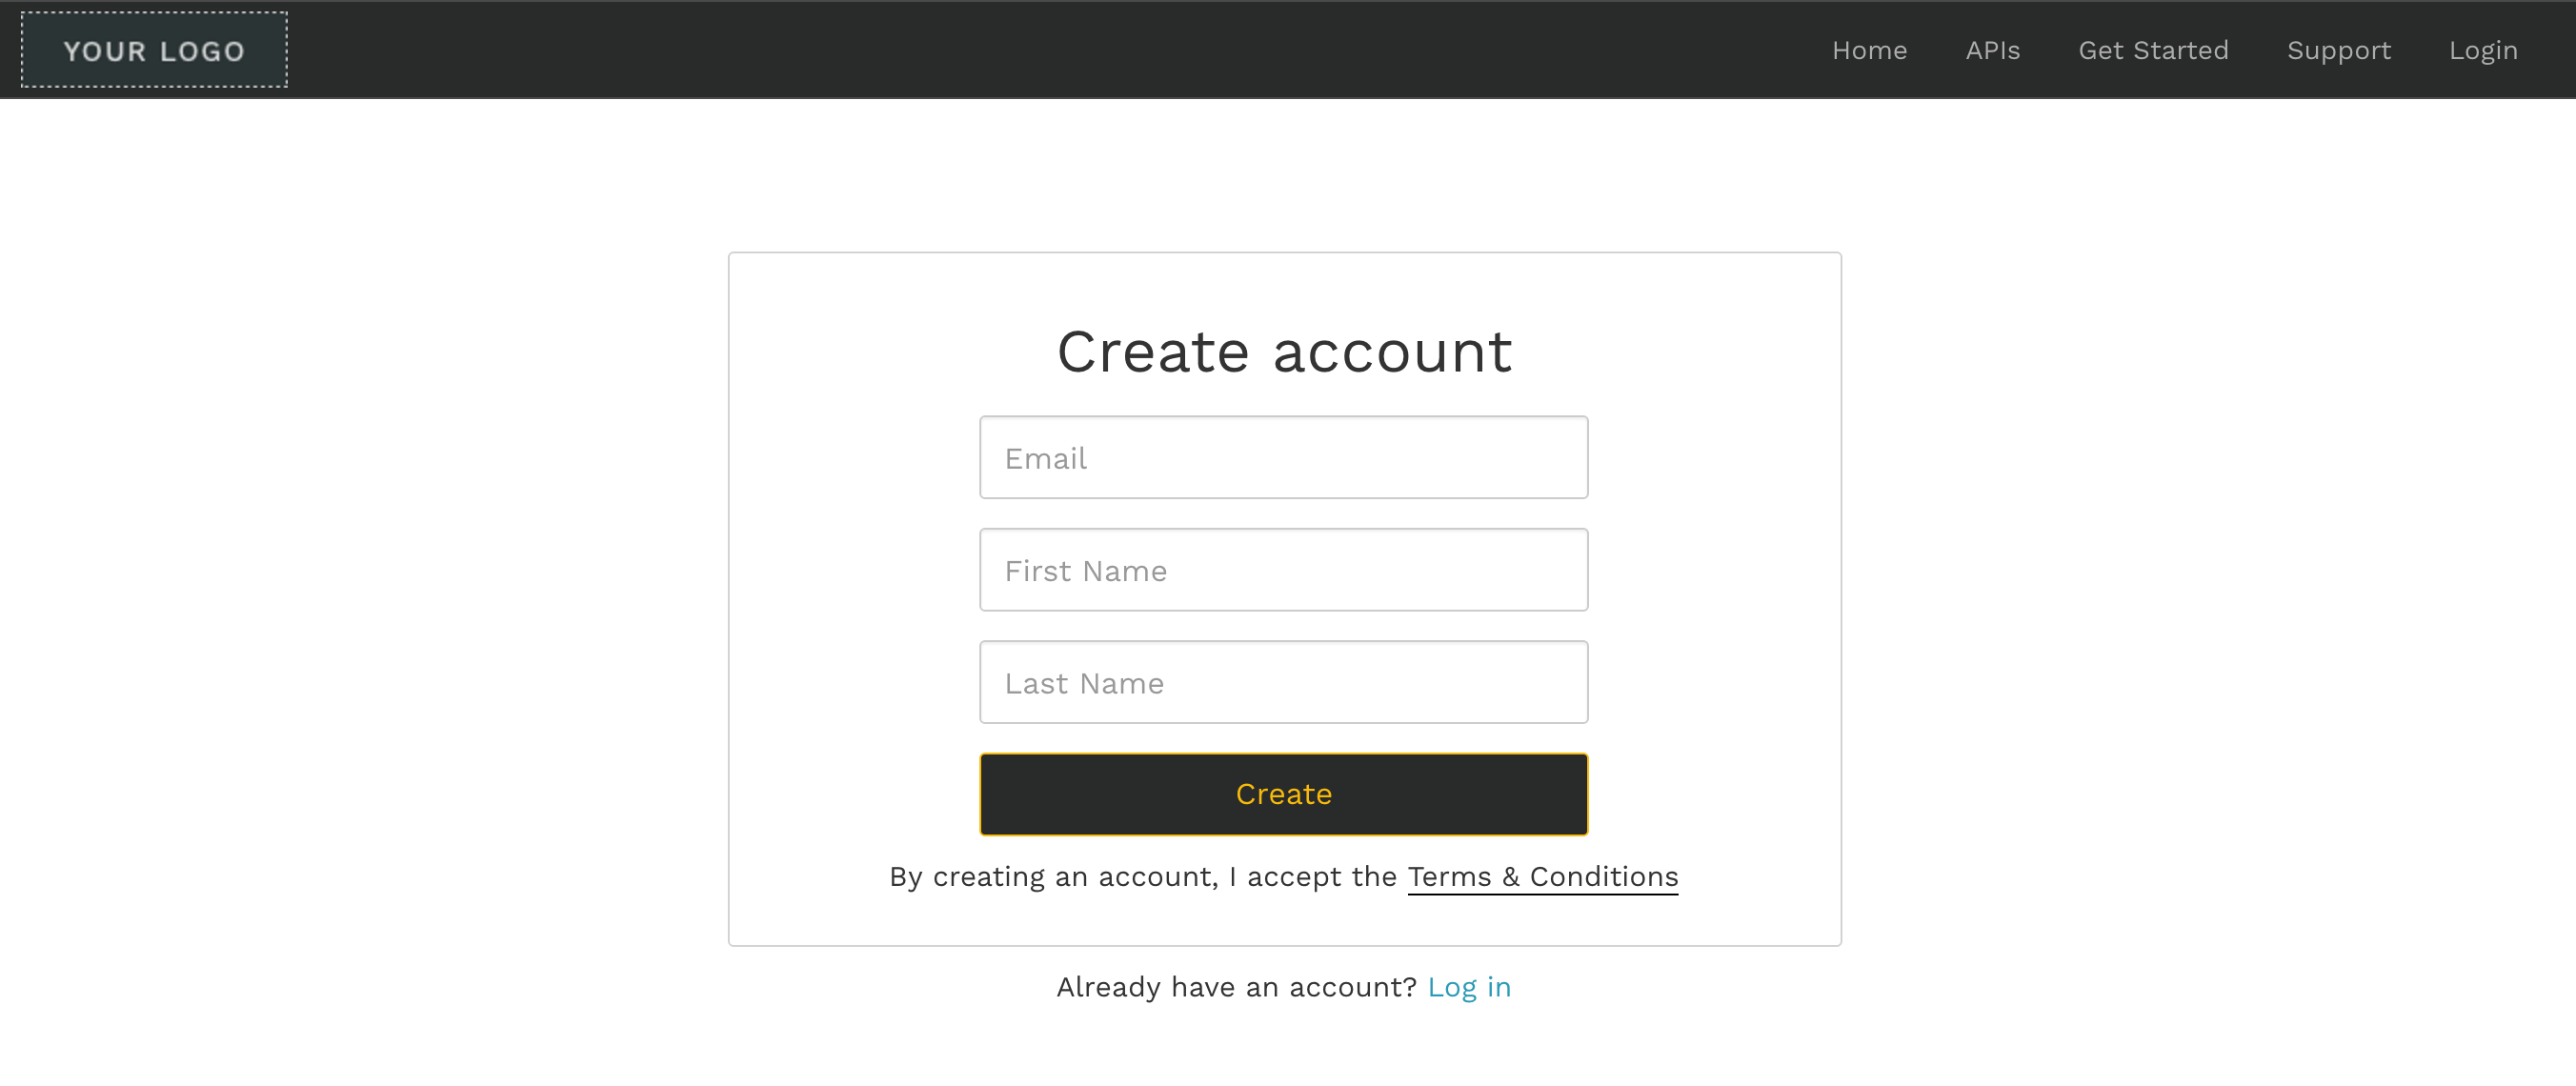 YOUR LOGO
Home APIs Get Started Support Login
Create account
Email
First Name
Last Name
Create
By creating an account, I accept the Terms & Conditions
Already have an account? Log in